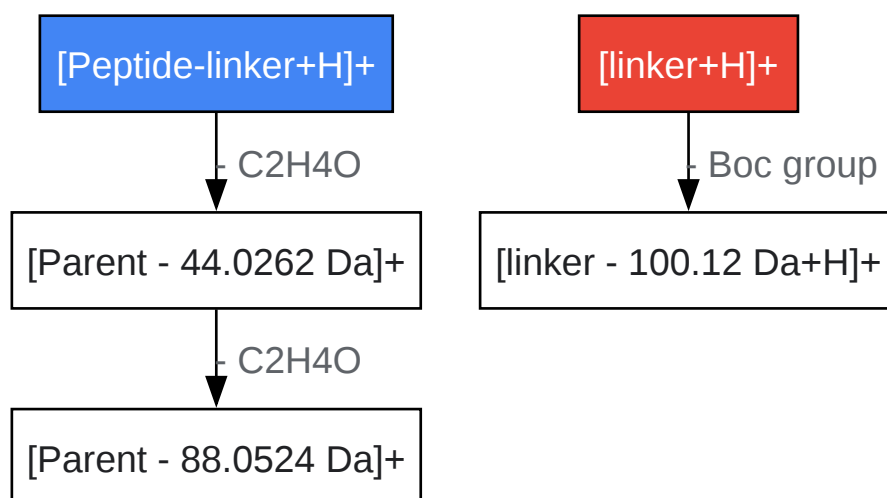 [Peptide-linker+H]+
[linker+H]+
- C2H4O
- Boc group
[Parent - 44.0262 Da]+
[linker - 100.12 Da+H]+
- C2H4O
[Parent - 88.0524 Da]+